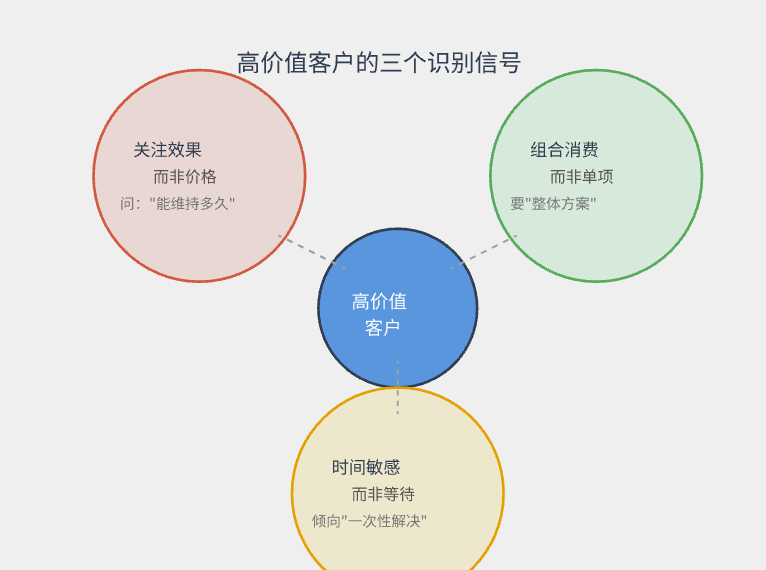 高价值客户的三个识别信号
关注效果
而非价格
问："能维持多久"
组合消费
而非单项
要"整体方案"
高价值
客户
时间敏感
而非等待
倾向"一次性解决"